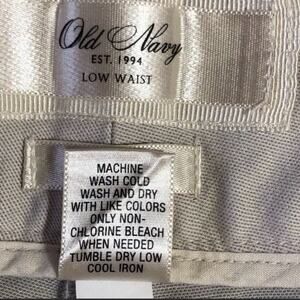 Old Navy
EST. 1994
LOW WAIST
MACHINE
WASH COLD
WASH AND DRY
WITH LIKE COLORS
ONLY NON-
CHLORINE BLEACH
WHEN NEEDED
TUMBLE DRY LOW
COOL IRON